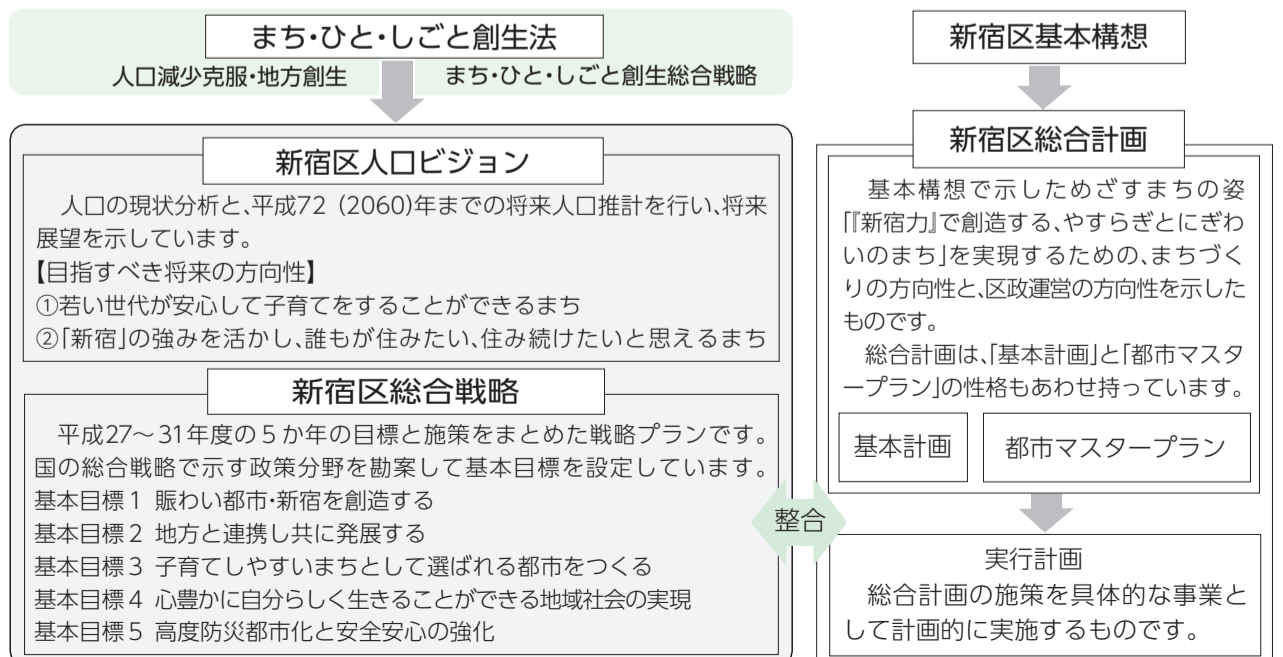 まち・ひと・しごと創生法
人口減少克服・地方創生
まち・ひと・しごと創生総合戦略
新宿区人口ビジョン
人口の現状分析と、平成72 (2060)年までの将来人口推計を行い、将来
展望を示しています。
【目指すべき将来の方向性】
①若い世代が安心して子育てをすることができるまち
②「新宿」の強みを活かし、誰もが住みたい、住み続けたいと思えるまち
新宿区総合戦略
平成27～31年度の5か年の目標と施策をまとめた戦略プランです。
国の総合戦略で示す政策分野を勘案して基本目標を設定しています。
基本目標1 賑わい都市・新宿を創造する
基本目標2 地方と連携し共に発展する
基本目標3 子育てしやすいまちとして選ばれる都市をつくる
基本目標4 心豊かに自分らしく生きることができる地域社会の実現
基本目標5 高度防災都市化と安全安心の強化
整合
新宿区基本構想
新宿区総合計画
基本構想で示しためざすまちの姿
「『新宿力』で創造する、やすらぎとにぎわ
いのまち」を実現するための、まちづく
りの方向性と、区政運営の方向性を示した
ものです。
総合計画は、「基本計画」と「都市マスタ
ープラン」の性格もあわせ持っています。
基本計画
都市マスタープラン
実行計画
総合計画の施策を具体的な事業と
して計画的に実施するものです。